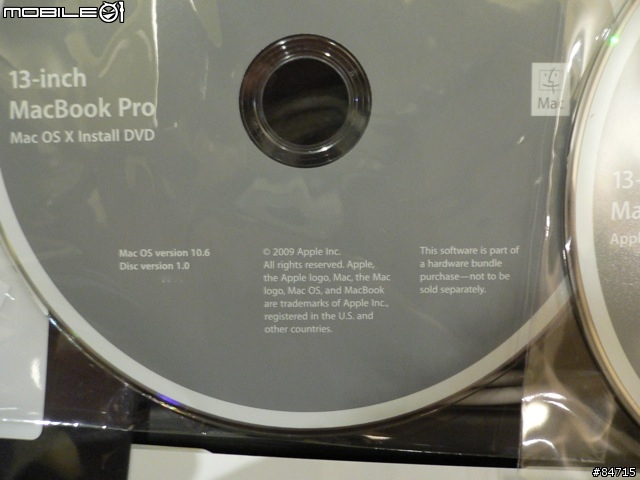 MOBILE01
13-inch
MacBook Pro
Mac OS X Install DVD
Mac
Mac OS version 10.6
Disc version 1.0
© 2009 Apple Inc.
All rights reserved. Apple,
the Apple logo, Mac, the Mac
logo, Mac OS, and MacBook
are trademarks of Apple Inc.,
registered in the U.S. and
other countries.
This software is part of
a hardware bundle
purchase—not to be
sold separately.
13-
Ma
Appl
#84715